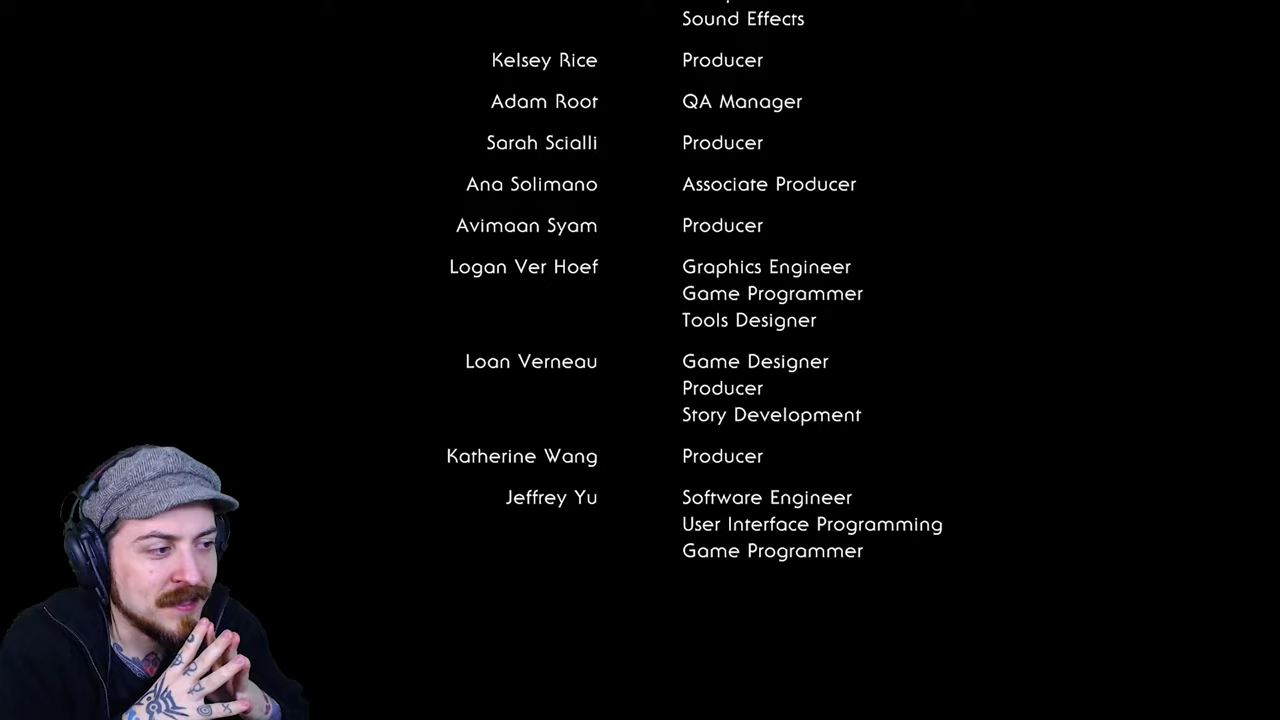 Sound Effects
Kelsey Rice Producer
Adam Root QA Manager
Sarah Scialli Producer
Ana Solimano Associate Producer
Avimaan Syam Producer
Logan Ver Hoef Graphics Engineer
Game Programmer
Tools Designer
Loan Verneau Game Designer
Producer
Story Development
Katherine Wang Producer
Jeffrey Yu Software Engineer
User Interface Programming
Game Programmer